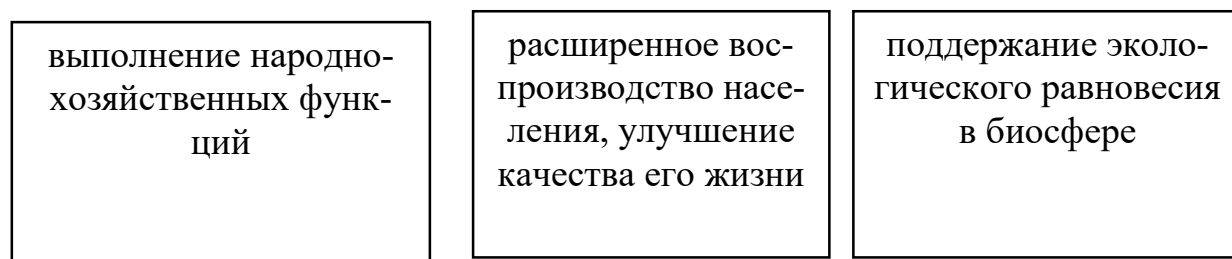 выполнение народно-
хозяйственных функ-
ций
расширенное вос-
производство насе-
ления, улучшение
качества его жизни
поддержание эколо-
гического равновесия
в биосфере